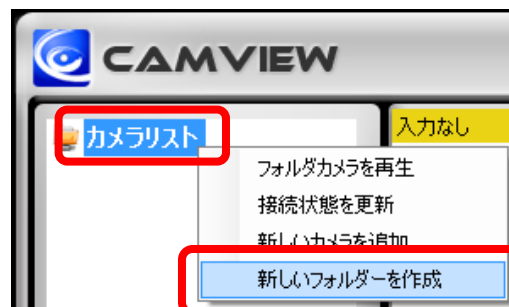 CAMVIEW
カメラリスト
入力なし
フォルダカメラを再生
接続状態を更新
新しいカメラを追加
新しいフォルダーを作成